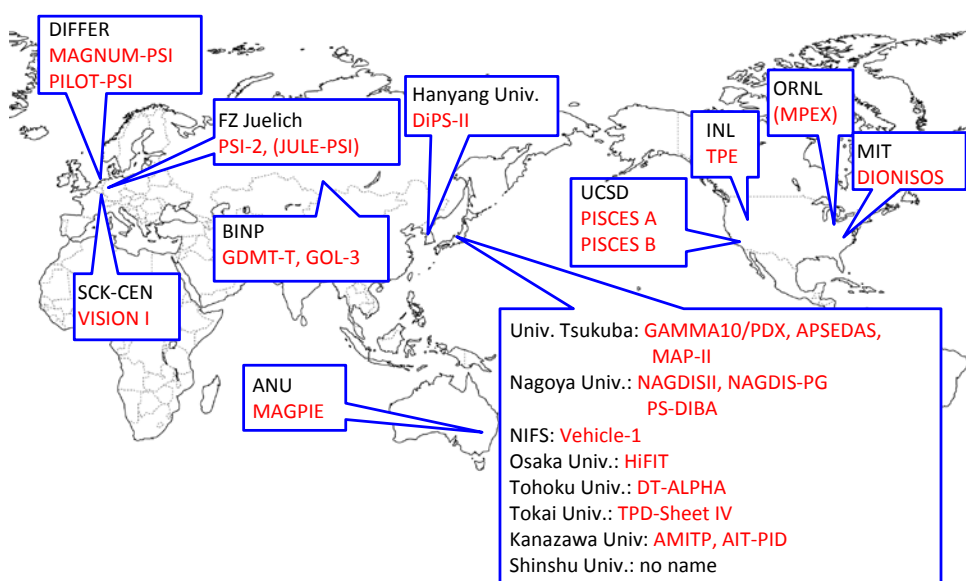 DIFFER
MAGNUM-PSI
PILOT-PSI
FZ Juelich
PSI-2, (JULE-PSI)
Hanyang Univ.
DiPS-II
ORNL
(MPEX)
INL
TPE
MIT
DIONISOS
UCSD
PISCES A
PISCES B
BINP
GDMT-T, GOL-3
SCK-CEN
VISION I
ANU
MAGPIE
Univ. Tsukuba: GAMMA10/PDX, APSEDAS,
MAP-II
Nagoya Univ.: NAGDISII, NAGDIS-PG
PS-DIBA
NIFS: Vehicle-1
Osaka Univ.: HiFIT
Tohoku Univ.: DT-ALPHA
Tokai Univ.: TPD-Sheet IV
Kanazawa Univ: AMITP, AIT-PID
Shinshu Univ.: no name